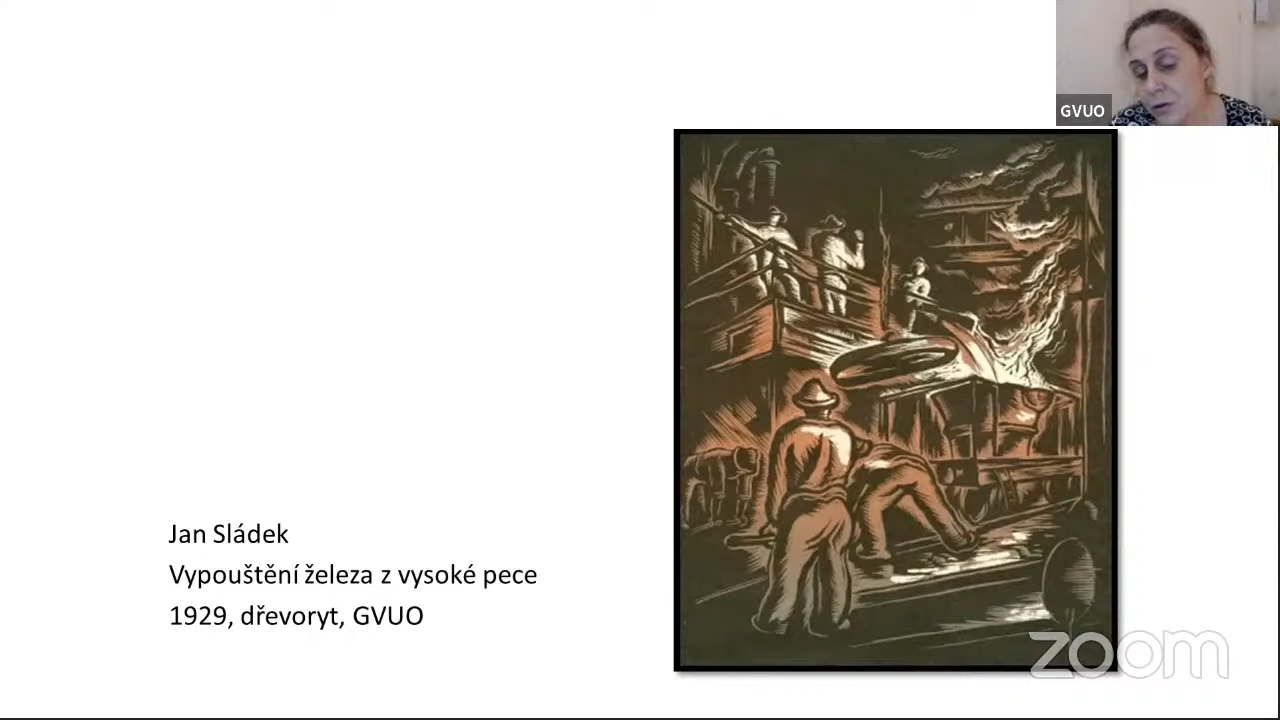 GVUO
Jan Sládek
Vypouštění železa z vysoké pece
1929, dřevoryt, GVUO
zoom